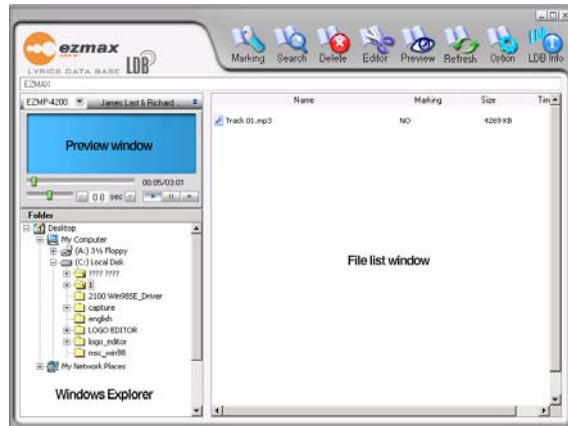 ezmax
LYRICS DATA BASE LDB
Marking Search Delete Editor Preview Refresh Option LDB Info
EZMAX
EZMP-4200 James Last & Richard
Name Marking Size Tim
Preview window
Track 01.mp3 NO 4269 KB
00:05/03:01
0.0 sec
Folder
Desktop
My Computer
(A:) 3½ Floppy
(C:) Local Disk
???? ????
1
2100 Win98SE_Driver
capture
english
LOGO EDITOR
logo_editor
msc_win98
My Network Places
File list window
Windows Explorer